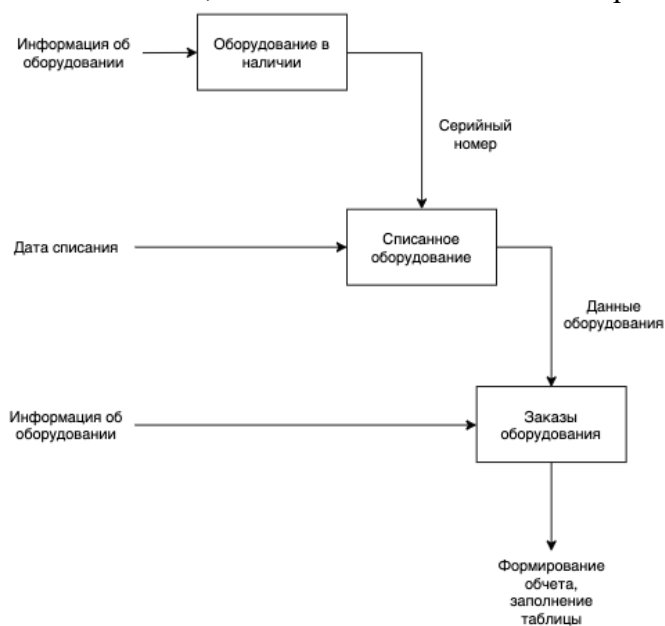 Информация об
оборудовании
Оборудование в
наличии
Серийный
номер
Дата списания
Списанное
оборудование
Данные
оборудования
Информация об
оборудовании
Заказы
оборудования
Формирование
обчета,
заполнение
таблицы